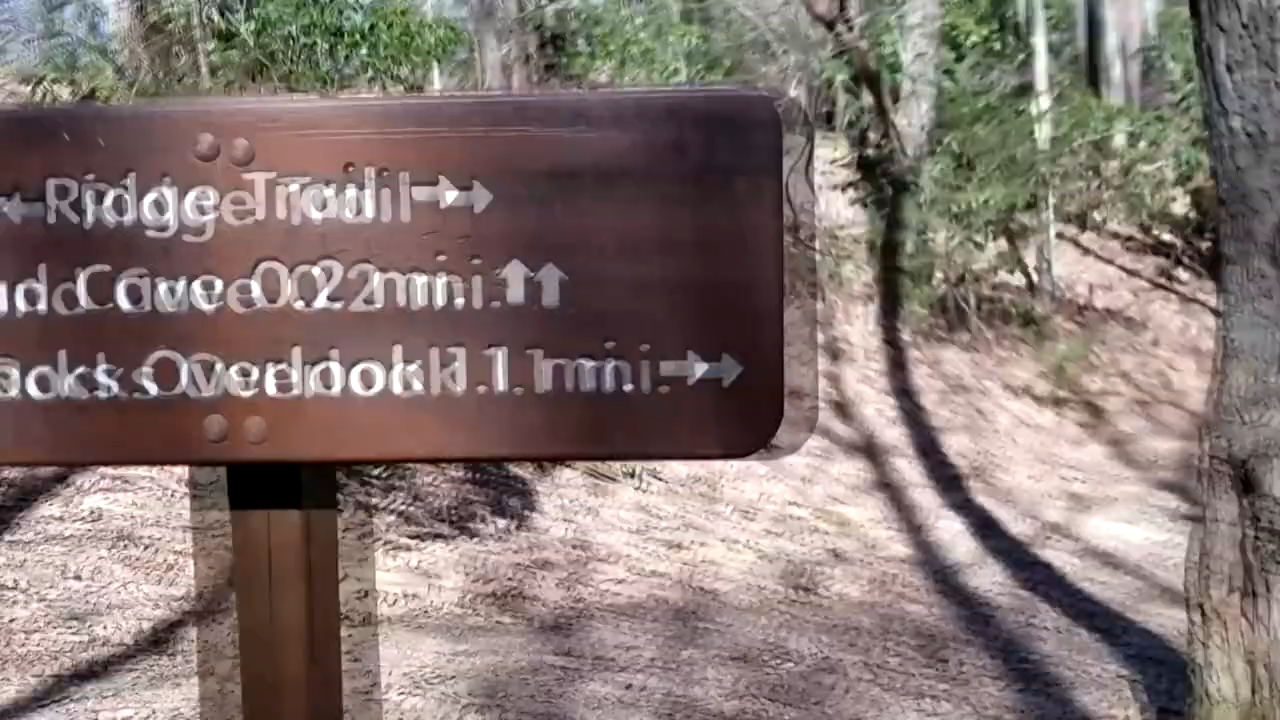 ← Ridge Trail →
Cave 0.2 mi. ↑
Overlook 1.1 mi. →